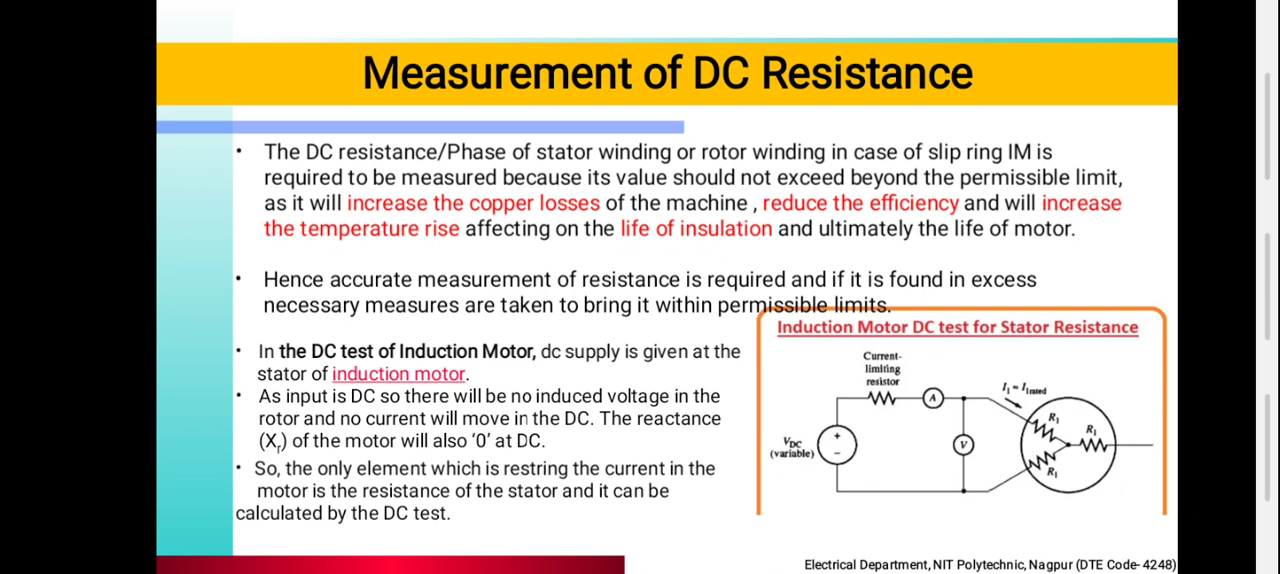 Measurement of DC Resistance
• The DC resistance/Phase of stator winding or rotor winding in case of slip ring IM is
required to be measured because its value should not exceed beyond the permissible limit,
as it will increase the copper losses of the machine , reduce the efficiency and will increase
the temperature rise affecting on the life of insulation and ultimately the life of motor.
• Hence accurate measurement of resistance is required and if it is found in excess
necessary measures are taken to bring it within permissible limits.
• In the DC test of Induction Motor, dc supply is given at the
stator of induction motor.
• As input is DC so there will be no induced voltage in the
rotor and no current will move in the DC. The reactance
(Xr) of the motor will also ‘0’ at DC.
• So, the only element which is restring the current in the
motor is the resistance of the stator and it can be
calculated by the DC test.
Induction Motor DC test for Stator Resistance
Current-
limiting
resistor
A
I1 = I1rated
R1
R1
V
VDC
(variable)
+
–
R1
Electrical Department, NIT Polytechnic, Nagpur (DTE Code- 4248)